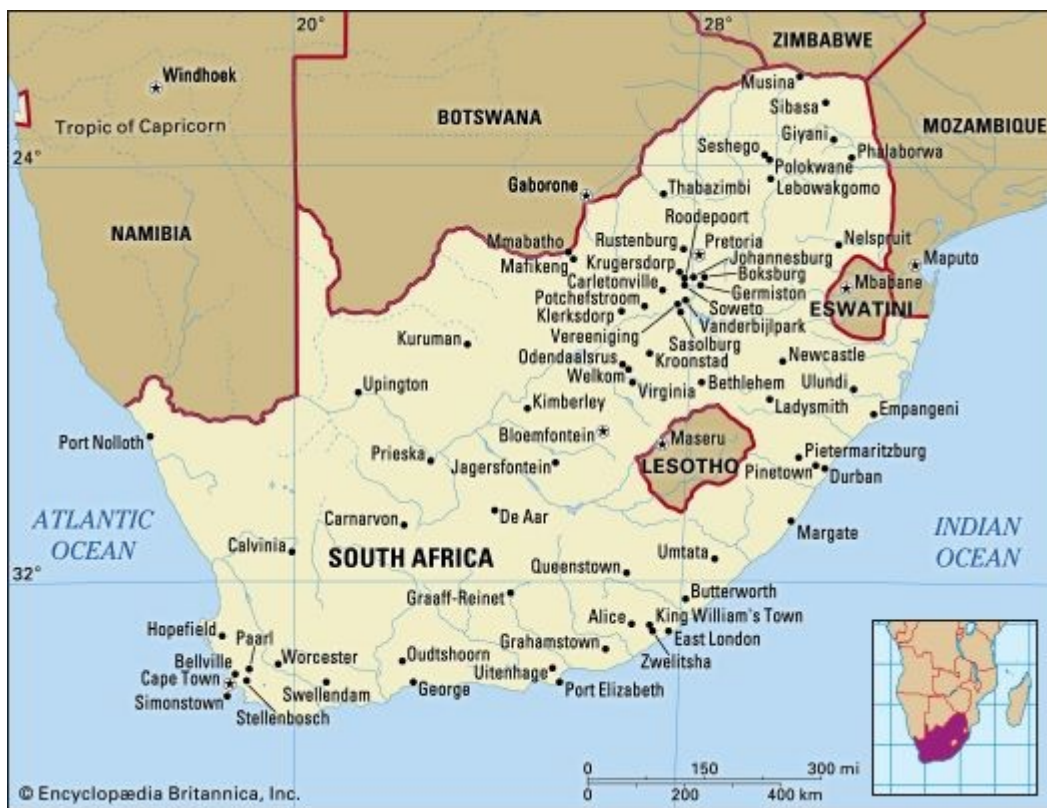 20°
28°
ZIMBABWE
Windhoek
Musina
BOTSWANA
Sibasa
Tropic of Capricorn
MOZAMBIQUE
Giyani
Seshego
Phalaborwa
24°
Polokwane
Gaborone
Thabazimbi
Lebowakgomo
Roodepoort
NAMIBIA
Mmabatho
Rustenburg
Pretoria
Nelspruit
Mafikeng
Krugersdorp
Johannesburg
Maputo
Carletonville
Boksburg
Mbabane
Potchefstroom
Germiston
ESWATINI
Klerksdorp
Soweto
Vereeniging
Vanderbijlpark
Kuruman
Sasolburg
Odendaalsrus
Kroonstad
Newcastle
Welkom
Upington
Virginia
Bethlehem
Ulundi
Kimberley
Ladysmith
Empangeni
Port Nolloth
Bloemfontein
Maseru
Prieska
Jagersfontein
LESOTHO
Pietermaritzburg
Pinetown
Durban
ATLANTIC
OCEAN
Carnarvon
De Aar
Margate
INDIAN
OCEAN
Calvinia
SOUTH AFRICA
Umtata
Queenstown
32°
Graaff-Reinet
Butterworth
Alice
King William's Town
Hopefield
Paarl
Grahamstown
East London
Bellville
Worcester
Oudtshoorn
Uitenhage
Zwelitsha
Cape Town
Simonstown
Swellendam
George
Port Elizabeth
Stellenbosch
0 150 300 mi
0 200 400 km
© Encyclopædia Britannica, Inc.